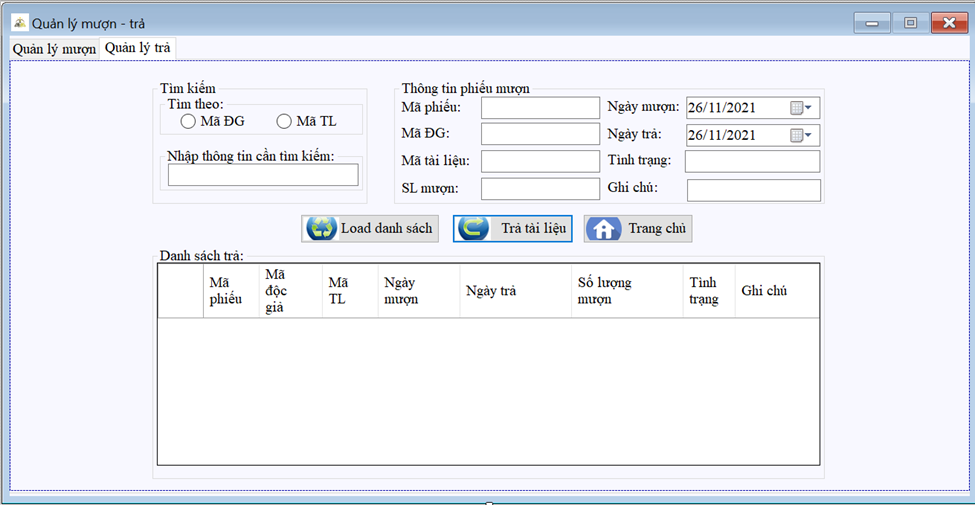 Quản lý mượn - trả
Quản lý mượn Quản lý trả
Tìm kiếm
Tìm theo:
Mã ĐG Mã TL
Nhập thông tin cần tìm kiếm:
Thông tin phiếu mượn
Mã phiếu: Ngày mượn: 26/11/2021
Mã ĐG: Ngày trả: 26/11/2021
Mã tài liệu: Tình trạng:
SL mượn: Ghi chú:
Load danh sách Trả tài liệu Trang chủ
Danh sách trả:
Mã phiếu Mã độc giả Mã TL Ngày mượn Ngày trả Số lượng mượn Tình trạng Ghi chú